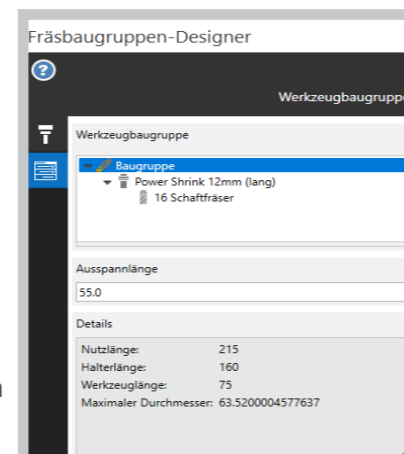 Fräsbaugruppen-Designer
Werkzeugbaugruppe
Werkzeugbaugruppe
Baugruppe
Power Shrink 12mm (lang)
16 Schaftfräser
Ausspannlänge
55.0
Details
Nutzlänge: 215
Halterlänge: 160
Werkzeuglänge: 75
Maximaler Durchmesser: 63.5200004577637